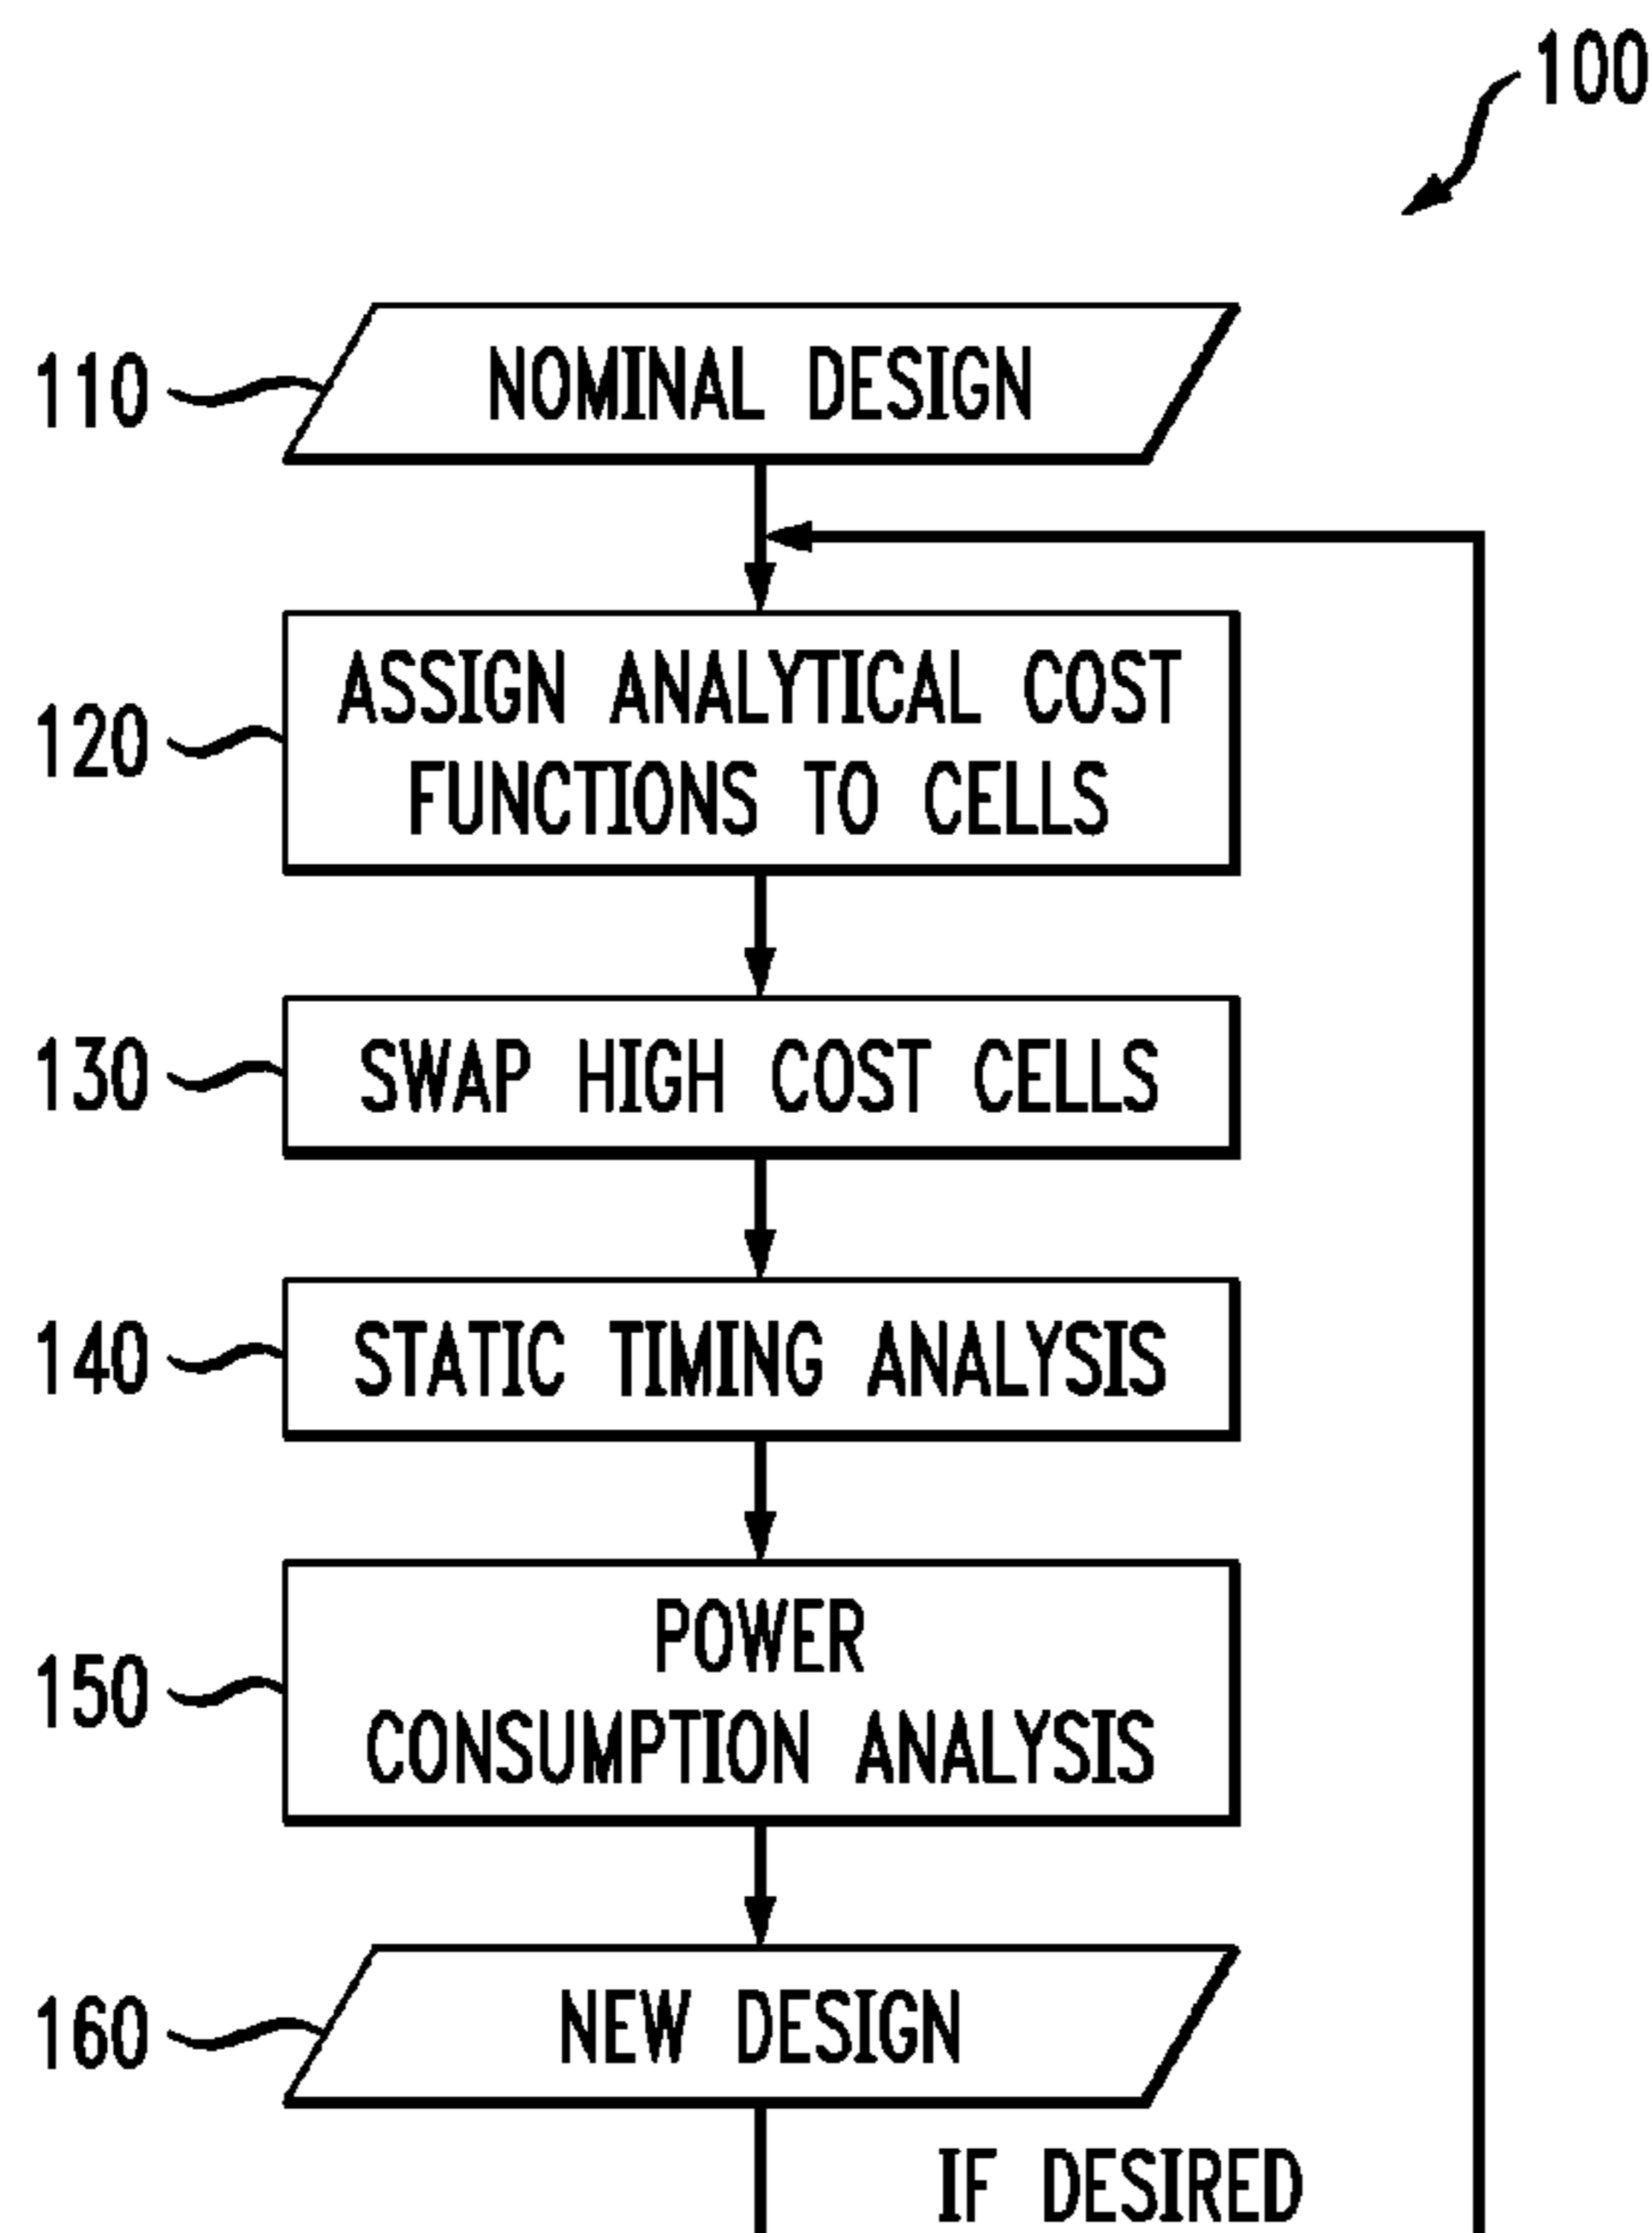 100
110
NOMINAL DESIGN
120
ASSIGN ANALYTICAL COST
FUNCTIONS TO CELLS
130
SWAP HIGH COST CELLS
140
STATIC TIMING ANALYSIS
150
POWER
CONSUMPTION ANALYSIS
160
NEW DESIGN
IF DESIRED